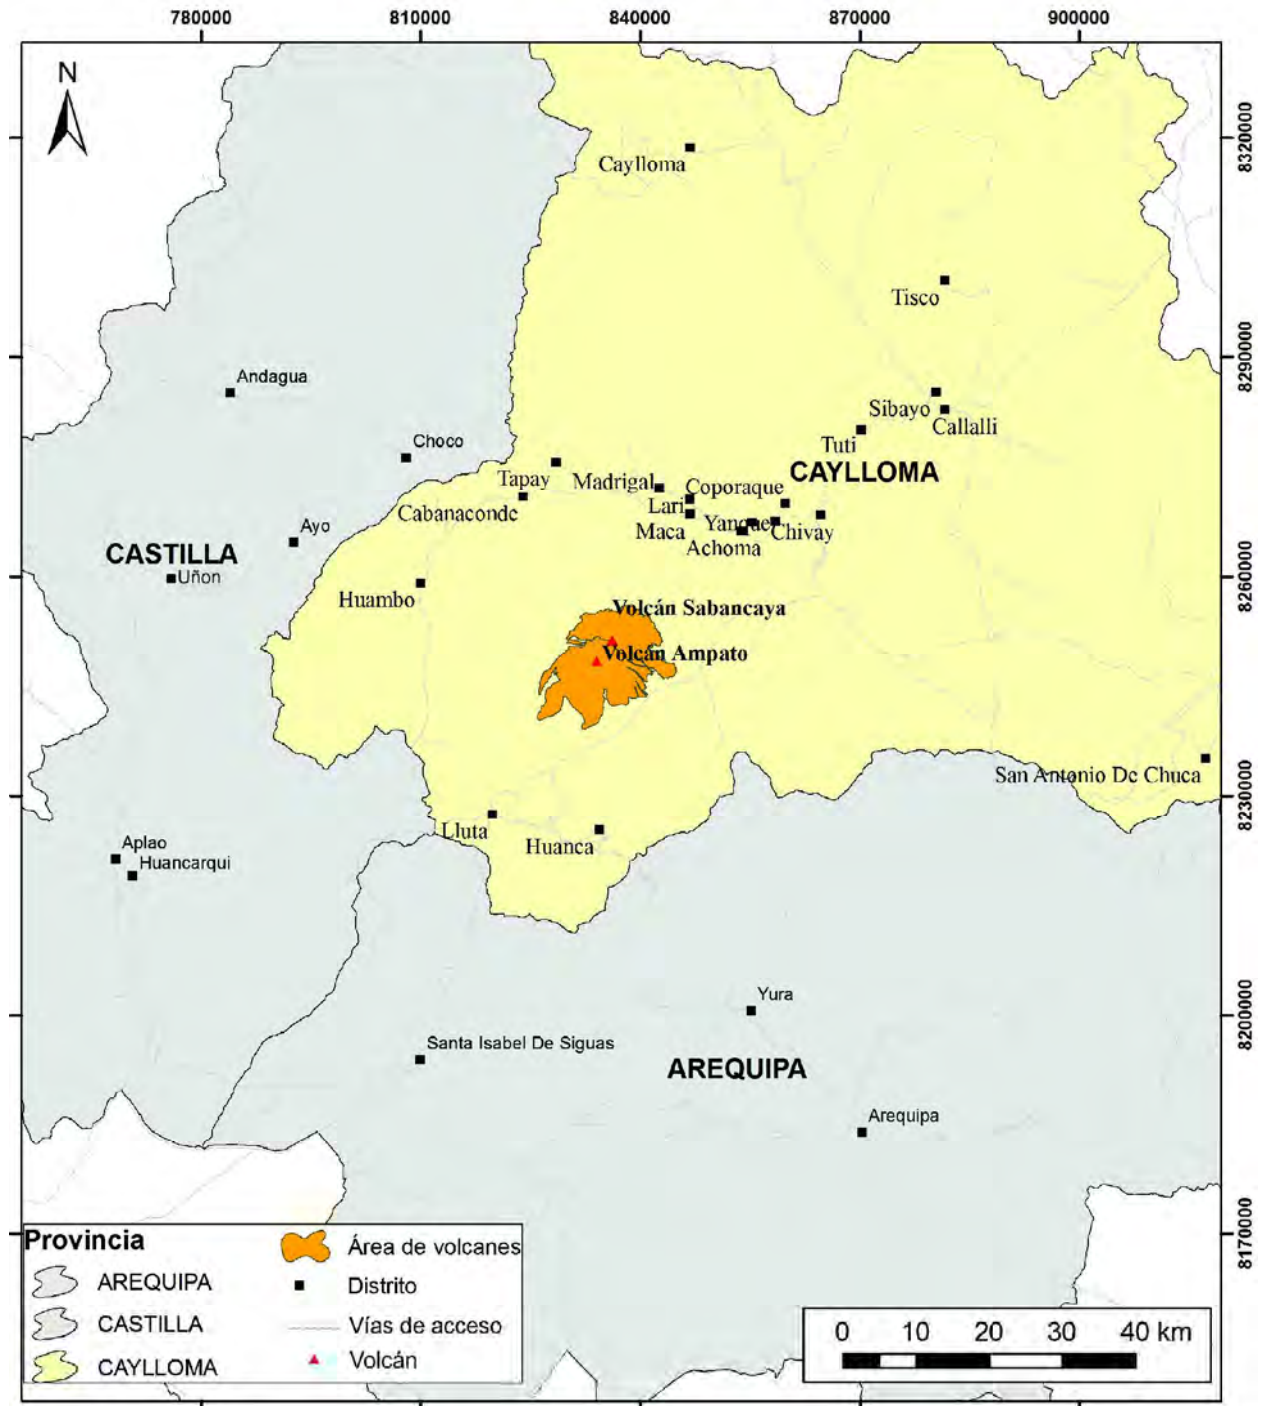 780000 810000 840000 870000 900000
N
8320000
Caylloma
Tisco
8290000
Andagua
Sibayo
Callalli
Choco
Tuti
CAYLLOMA
Tapay
Madrigal
Coporaque
Cabanaconde
Lari
Maca
Yanque
Chivay
Achoma
Ayo
CASTILLA
Uñon
8260000
Huambo
Volcán Sabancaya
Volcán Ampato
San Antonio De Chuca
8230000
Lluta
Huanca
Aplao
Huancarqui
Yura
8200000
Santa Isabel De Siguas
AREQUIPA
Arequipa
8170000
Provincia
AREQUIPA
CASTILLA
CAYLLOMA
Área de volcanes
Distrito
Vías de acceso
Volcán
0 10 20 30 40 km